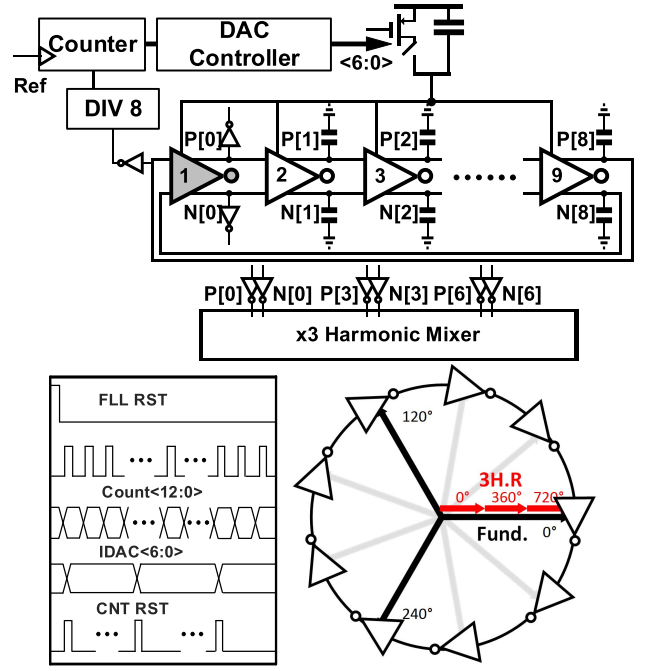 Counter
DAC
Controller
<6:0>
Ref
DIV 8
P[0] P[1] P[2] P[8]
1 2 3 ...... 9
N[0] N[1] N[2] N[8]
P[0] N[0] P[3] N[3] P[6] N[6]
x3 Harmonic Mixer
FLL RST
... ...
Count<12:0>
... ...
IDAC<6:0>
CNT RST
... ...
120°
3H.R
0° 360° 720°
Fund. 0°
240°